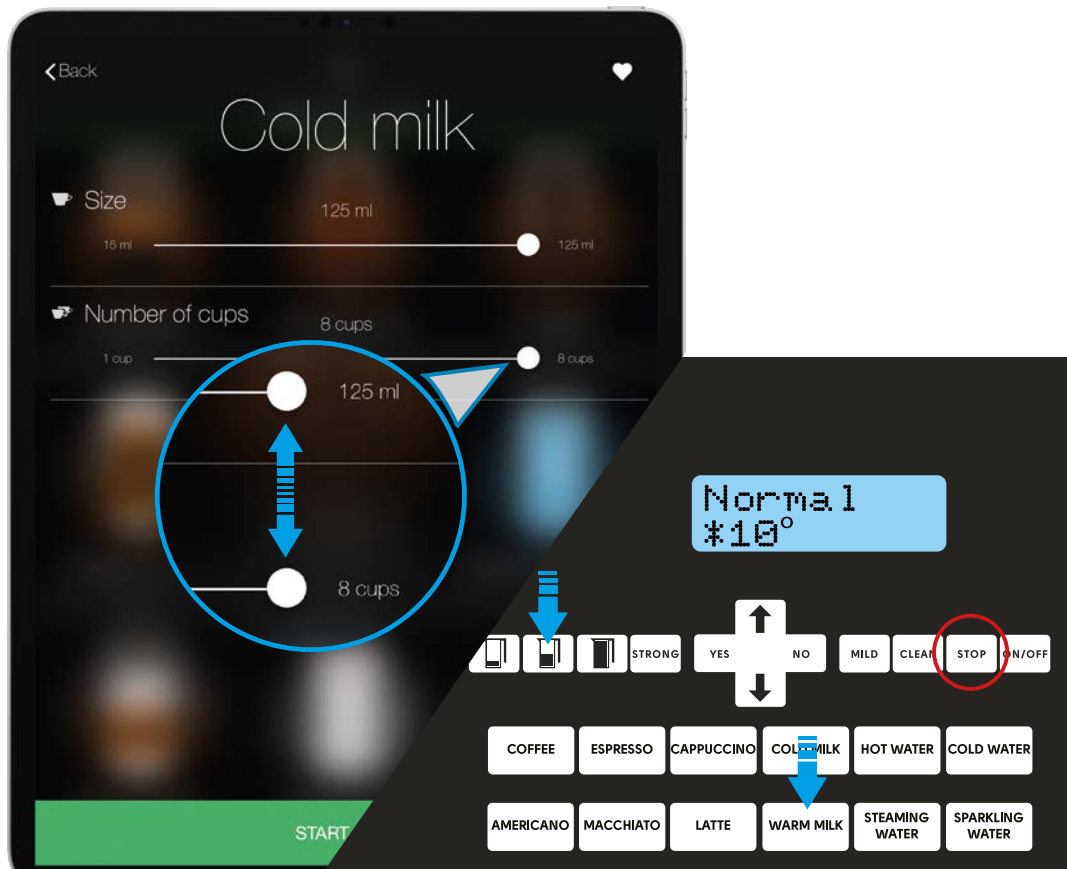 Back
Cold milk
Size
125 ml
15 ml
125 ml
Number of cups
8 cups
1 cup
8 cups
125 ml
8 cups
START
Normal
*10°
STRONG
YES
NO
MILD
CLEAN
STOP
ON/OFF
COFFEE
ESPRESSO
CAPPUCCINO
COLD MILK
HOT WATER
COLD WATER
AMERICANO
MACCHIATO
LATTE
WARM MILK
STEAMING
WATER
SPARKLING
WATER